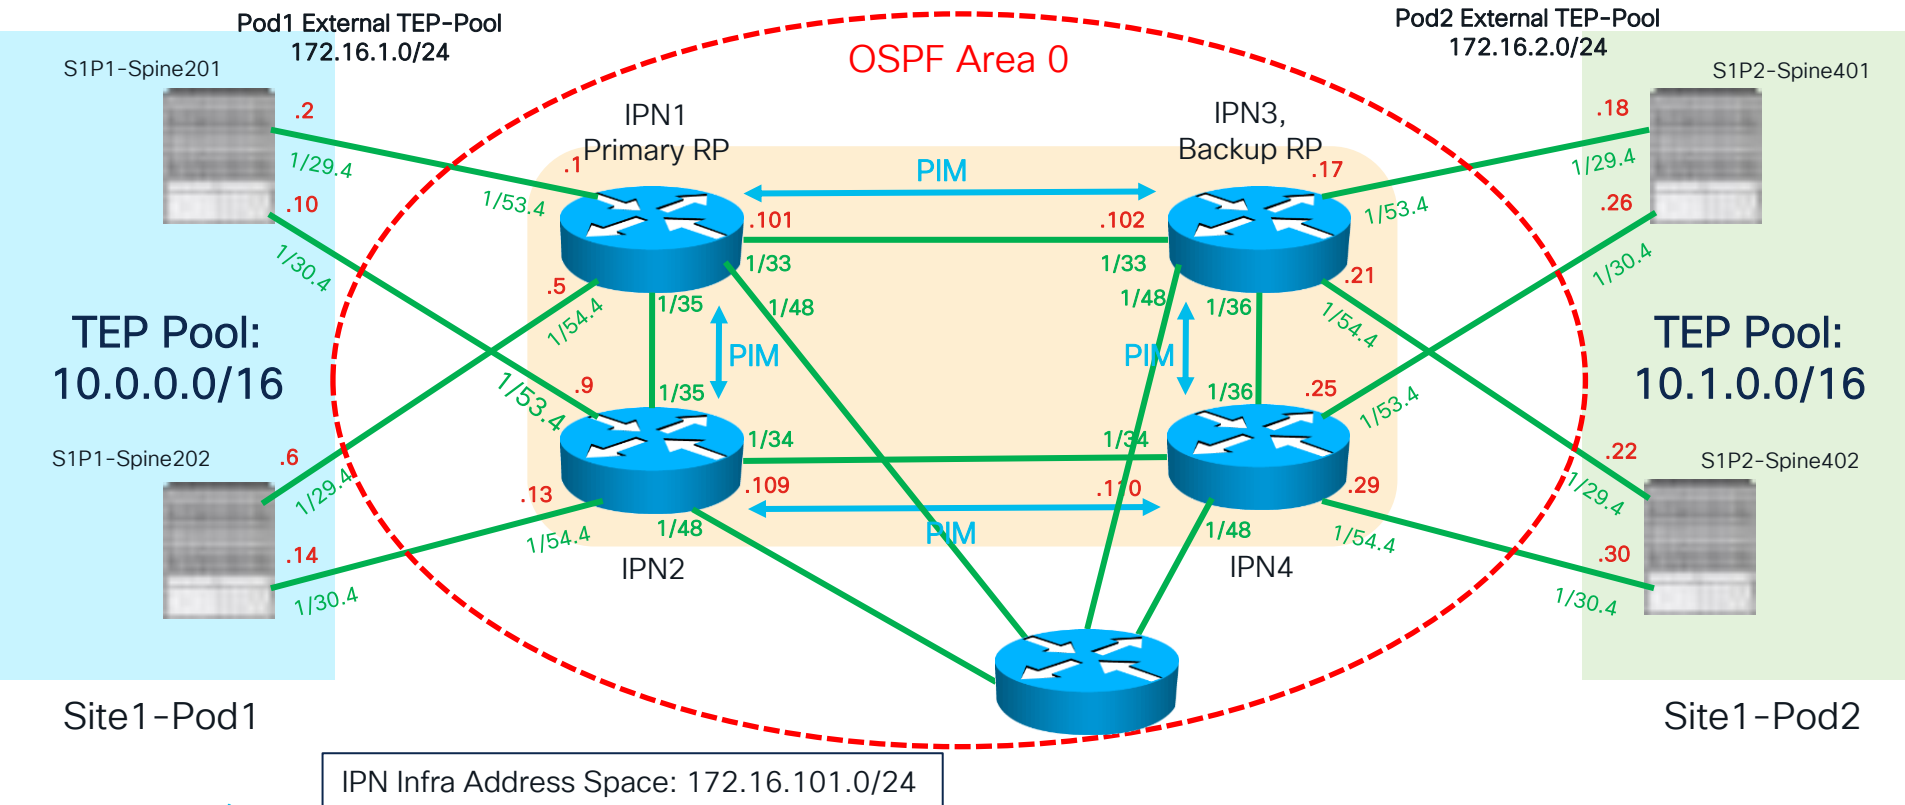 Pod1 External TEP-Pool
172.16.1.0/24
Pod2 External TEP-Pool
172.16.2.0/24
OSPF Area 0
S1P1-Spine201
S1P2-Spine401
.2
1/29.4
.10
1/30.4
IPN1
Primary RP
.1
1/53.4
IPN3,
Backup RP
.17
1/53.4
.18
1/29.4
.26
1/30.4
PIM
.101
1/33
.102
1/33
.5
1/54.4
1/35
1/48
1/48
1/36
.21
1/54.4
TEP Pool:
10.0.0.0/16
PIM
PIM
TEP Pool:
10.1.0.0/16
.9
1/53.4
1/35
1/36
.25
1/53.4
1/34
1/34
S1P1-Spine202
.6
1/29.4
.22
1/29.4
S1P2-Spine402
.13
1/54.4
.109
1/48
.110
PIM
1/48
.29
1/54.4
.14
1/30.4
.30
1/30.4
IPN2
IPN4
Site1-Pod1
Site1-Pod2
IPN Infra Address Space: 172.16.101.0/24